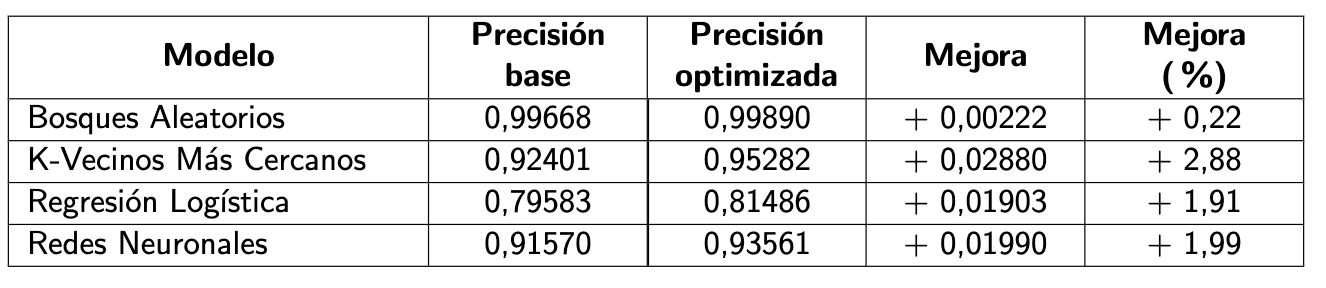 Modelo Precisión base Precisión optimizada Mejora Mejora ( %)
Bosques Aleatorios 0,99668 0,99890 + 0,00222 + 0,22
K-Vecinos Más Cercanos 0,92401 0,95282 + 0,02880 + 2,88
Regresión Logística 0,79583 0,81486 + 0,01903 + 1,91
Redes Neuronales 0,91570 0,93561 + 0,01990 + 1,99